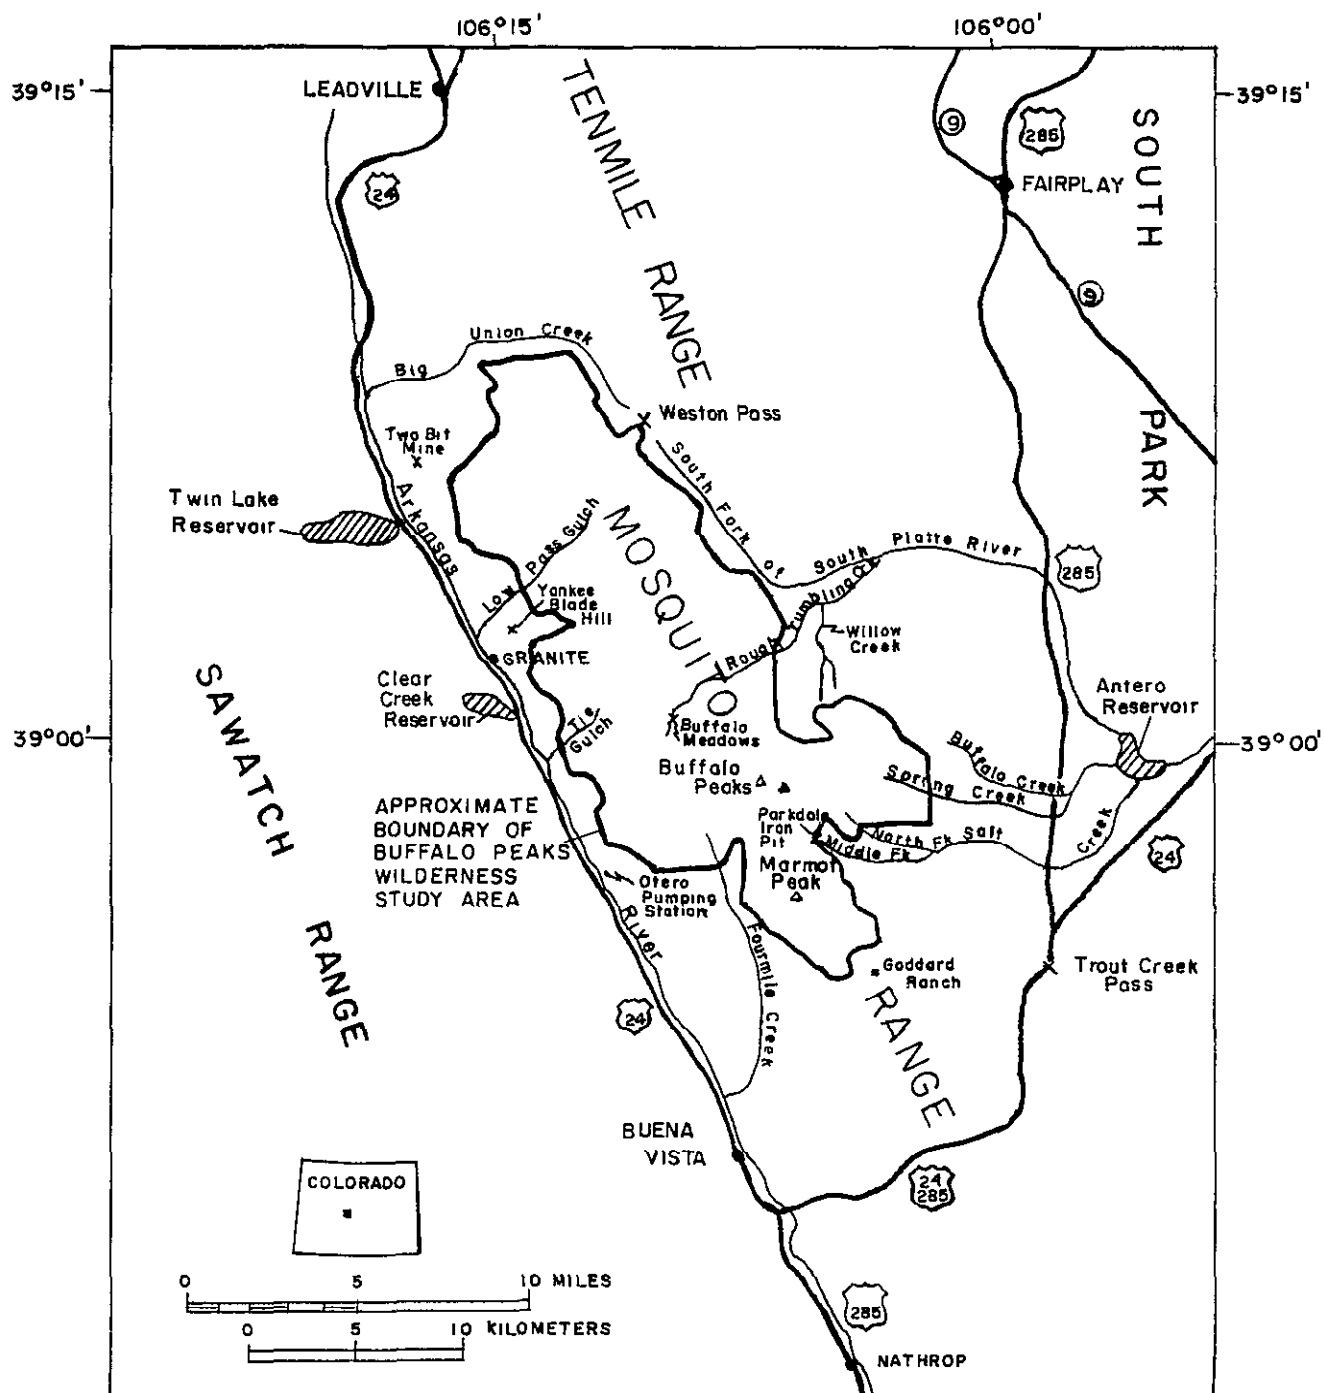 106°15'
106°00'
39°15'
39°15'
LEADVILLE
TENMILE RANGE
SOUTH PARK
9
285
FAIRPLAY
24
9
Big Union Creek
Weston Pass
Two Bit
Mine
Twin Lake
Reservoir
Arkansas River
Low Pass Gulch
South Fork of South Platte River
MOSQUI
Rough Tumbling Ck
285
Yankee
Blade
Hill
Willow
Creek
GRANITE
SAWATCH RANGE
Clear
Creek
Reservoir
Tie
Gulch
Buffalo
Meadows
Antero
Reservoir
39°00'
39°00'
Buffalo
Peaks
Buffalo Creek
Spring Creek
APPROXIMATE
BOUNDARY OF
BUFFALO PEAKS
WILDERNESS
STUDY AREA
Parkdale
Iron
Pit
North Fk Salt Creek
Middle Fk
24
Marmot
Peak
Otero
Pumping
Station
Fourmile Creek
Goddard
Ranch
Trout Creek
Pass
24
RANGE
BUENA
VISTA
24
285
COLORADO
0 5 10 MILES
0 5 10 KILOMETERS
285
NATHROP